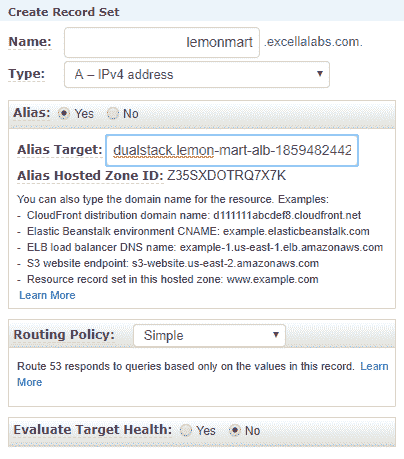 Create Record Set
Name: lemonmart .excellalabs.com.
Type: A – IPv4 address
Alias: Yes No
Alias Target: dualstack.lemon-mart-alb-1859482442
Alias Hosted Zone ID: Z35SXDOTRQ7X7K
You can also type the domain name for the resource. Examples:
- CloudFront distribution domain name: d111111abcdef8.cloudfront.net
- Elastic Beanstalk environment CNAME: example.elasticbeanstalk.com
- ELB load balancer DNS name: example-1.us-east-1.elb.amazonaws.com
- S3 website endpoint: s3-website.us-east-2.amazonaws.com
- Resource record set in this hosted zone: www.example.com
Learn More
Routing Policy: Simple
Route 53 responds to queries based only on the values in this record. Learn
More
Evaluate Target Health: Yes No